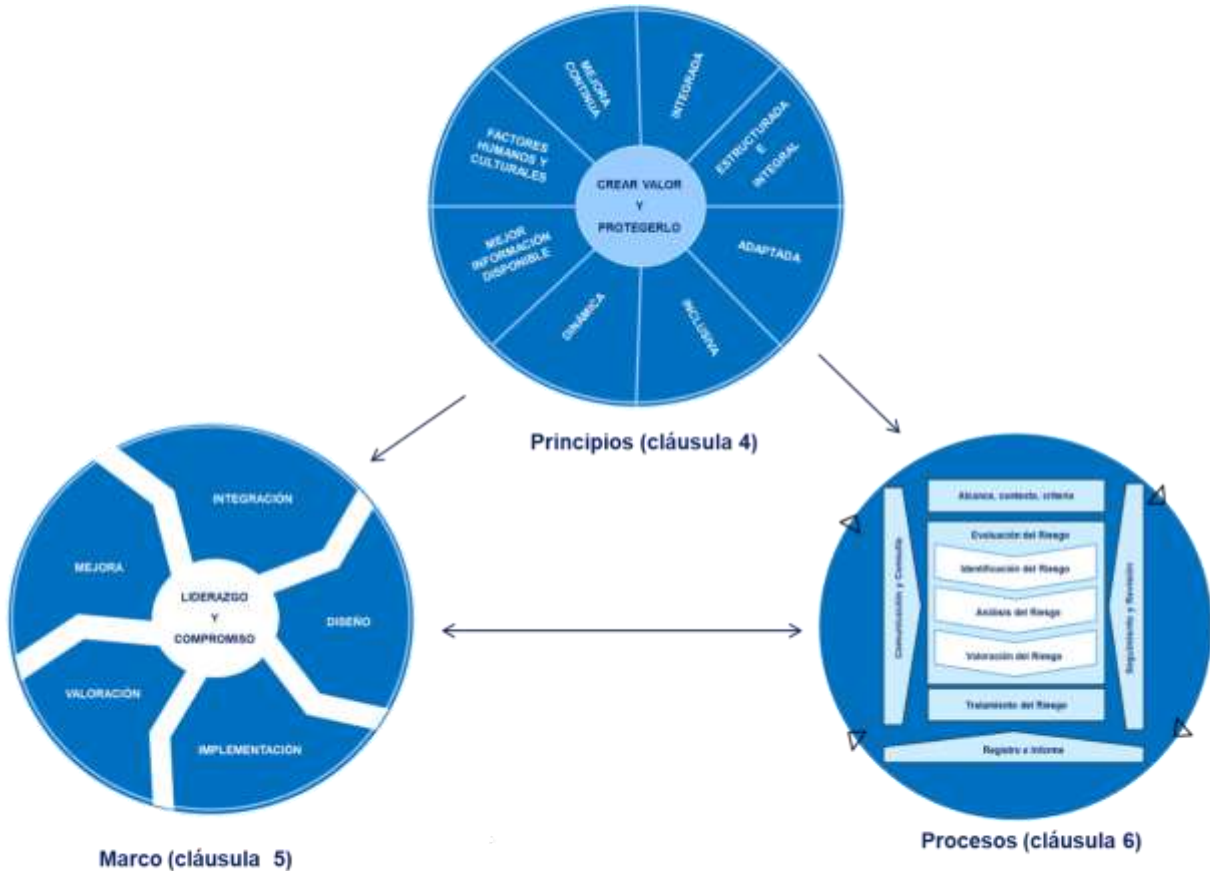 MEJORA
CONTINUA
INTEGRADA
ESTRUCTURADA
E
INTEGRAL
FACTORES
HUMANOS Y
CULTURALES
CREAR VALOR
Y
PROTEGERLO
ADAPTADA
MEJOR
INFORMACIÓN
DISPONIBLE
DINÁMICA
INCLUSIVA
Principios (cláusula 4)
INTEGRACIÓN
MEJORA
LIDERAZGO
Y
COMPROMISO
DISEÑO
VALORACIÓN
IMPLEMENTACIÓN
Marco (cláusula 5)
Alcance, contexto, criterio
Evaluación del Riesgo
Identificación del Riesgo
Análisis del Riesgo
Valoración del Riesgo
Comunicación y Consulta
Seguimiento y Revisión
Tratamiento del Riesgo
Registro e Informe
Procesos (cláusula 6)